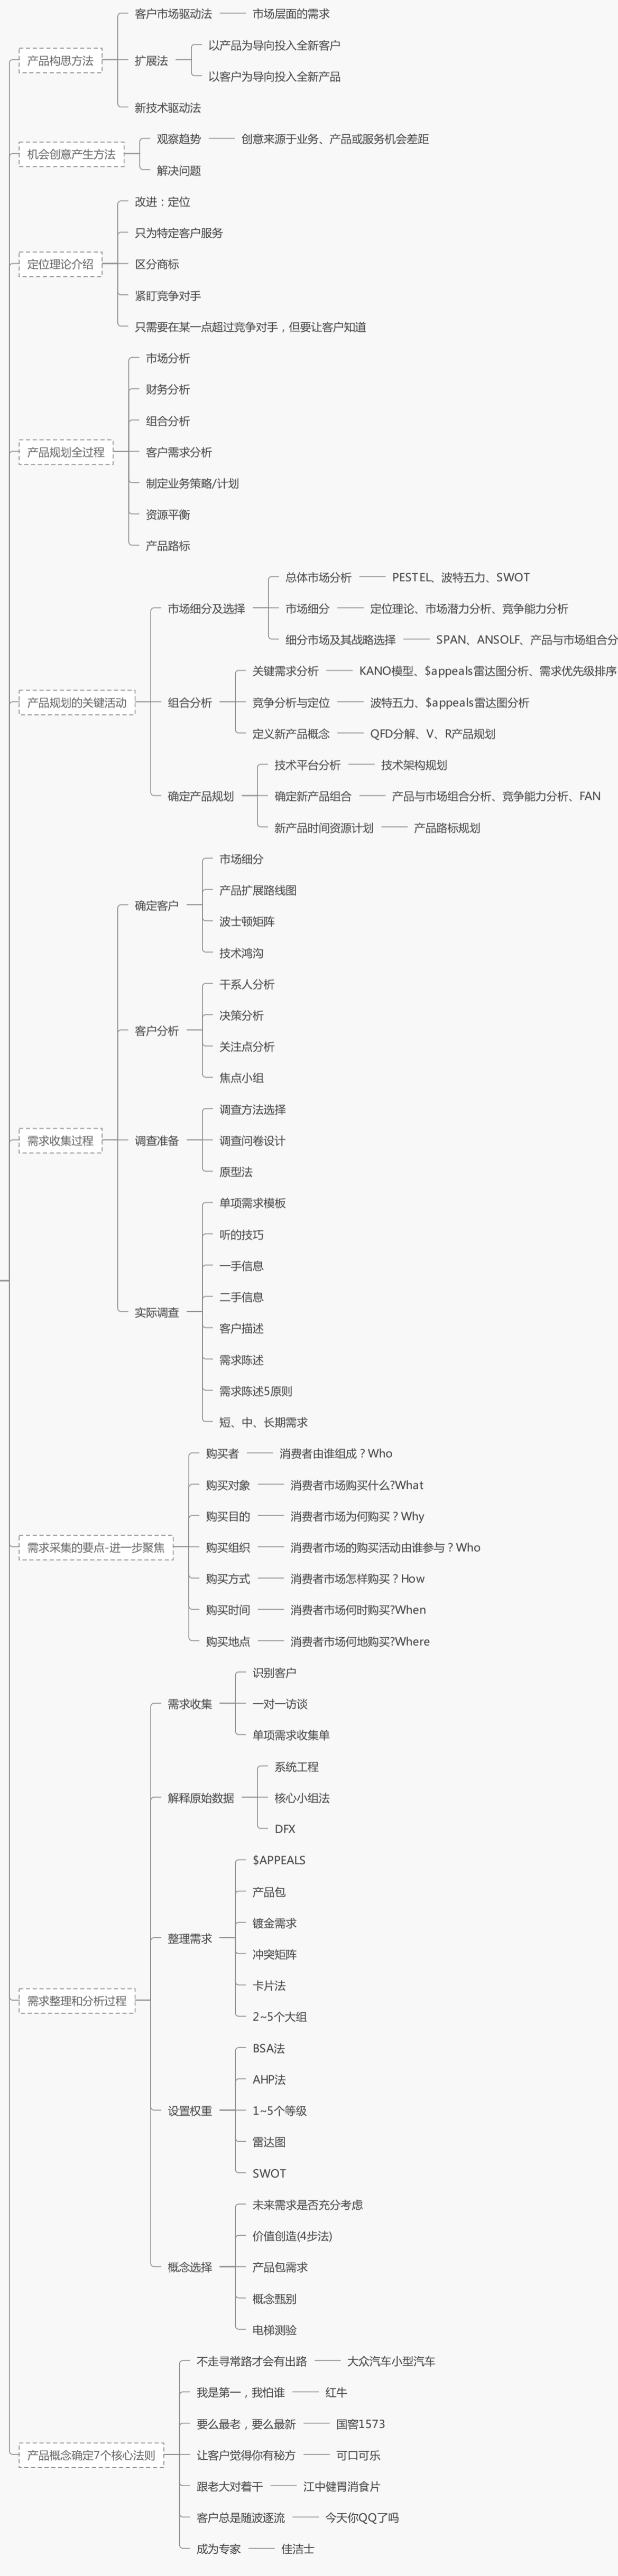 产品构思方法
客户市场驱动法
市场层面的需求
扩展法
以产品为导向投入全新客户
以客户为导向投入全新产品
新技术驱动法
机会创意产生方法
观察趋势
创意来源于业务、产品或服务机会差距
解决问题
定位理论介绍
改进：定位
只为特定客户服务
区分商标
紧盯竞争对手
只需要在某一点超过竞争对手，但要让客户知道
产品规划全过程
市场分析
财务分析
组合分析
客户需求分析
制定业务策略/计划
资源平衡
产品路标
产品规划的关键活动
市场细分及选择
总体市场分析
PESTEL、波特五力、SWOT
市场细分
定位理论、市场潜力分析、竞争能力分析
细分市场及其战略选择
SPAN、ANSOLF、产品与市场组合分
组合分析
关键需求分析
KANO模型、$appeals雷达图分析、需求优先级排序
竞争分析与定位
波特五力、$appeals雷达图分析
定义新产品概念
QFD分解、V、R产品规划
确定产品规划
技术平台分析
技术架构规划
确定新产品组合
产品与市场组合分析、竞争能力分析、FAN
新产品时间资源计划
产品路标规划
需求收集过程
确定客户
市场细分
产品扩展路线图
波士顿矩阵
技术鸿沟
客户分析
干系人分析
决策分析
关注点分析
焦点小组
调查准备
调查方法选择
调查问卷设计
原型法
实际调查
单项需求模板
听的技巧
一手信息
二手信息
客户描述
需求陈述
需求陈述5原则
短、中、长期需求
需求采集的要点-进一步聚焦
购买者
消费者由谁组成？Who
购买对象
消费者市场购买什么?What
购买目的
消费者市场为何购买？Why
购买组织
消费者市场的购买活动由谁参与？Who
购买方式
消费者市场怎样购买？How
购买时间
消费者市场何时购买?When
购买地点
消费者市场何地购买?Where
需求整理和分析过程
需求收集
识别客户
一对一访谈
单项需求收集单
解释原始数据
系统工程
核心小组法
DFX
整理需求
$APPEALS
产品包
镀金需求
冲突矩阵
卡片法
2~5个大组
设置权重
BSA法
AHP法
1~5个等级
雷达图
SWOT
概念选择
未来需求是否充分考虑
价值创造(4步法)
产品包需求
概念甄别
电梯测验
产品概念确定7个核心法则
不走寻常路才会有出路
大众汽车小型汽车
我是第一，我怕谁
红牛
要么最老，要么最新
国窖1573
让客户觉得你有秘方
可口可乐
跟老大对着干
江中健胃消食片
客户总是随波逐流
今天你QQ了吗
成为专家
佳洁士